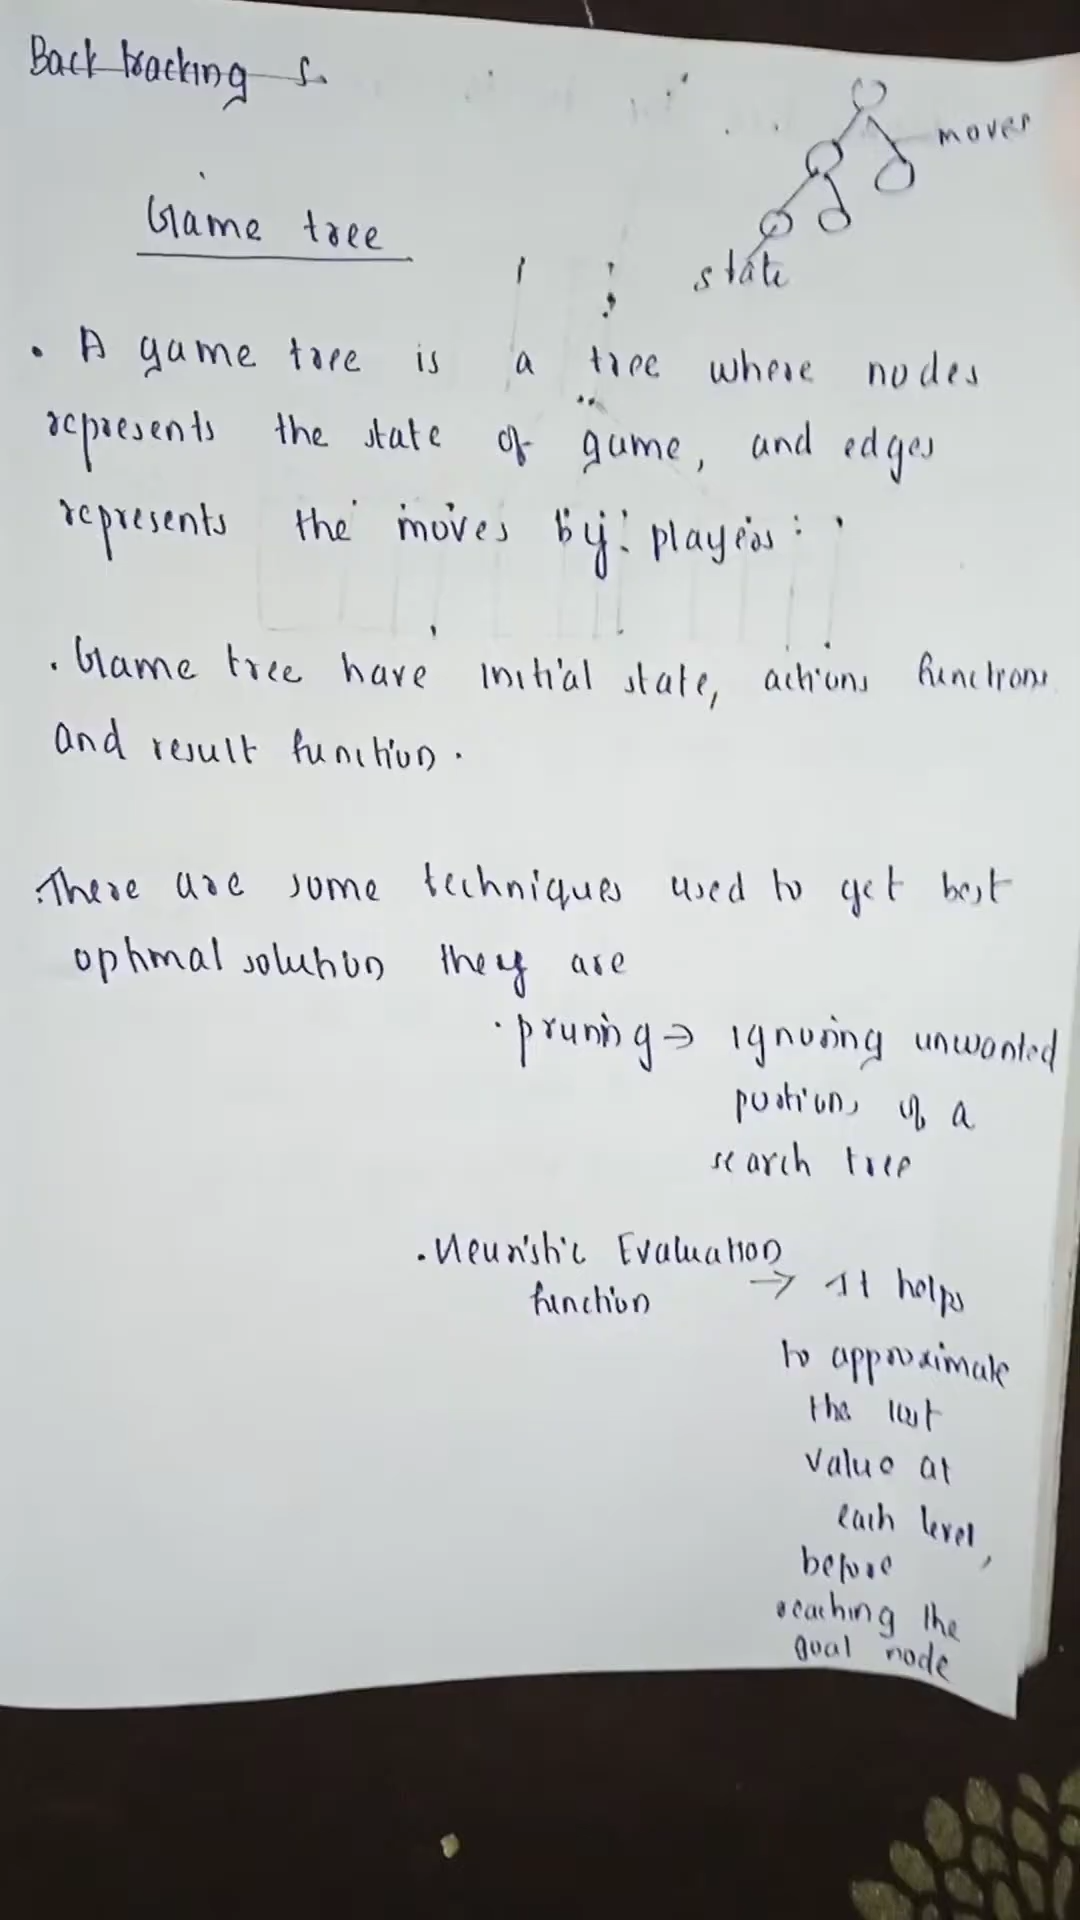 Back tracking
moves
Game tree
state
. A game tree is a tree where nodes
represents the state of game, and edges
represents the moves by players
. Game tree have initial state, actions functions
and result function.
.There are some techniques used to get best
optimal solution they are
. pruning → ignoring unwanted
portions of a
search tree
. Heuristic Evaluation
function → It helps
to approximate
the
value at
each level,
before
reaching the
goal node